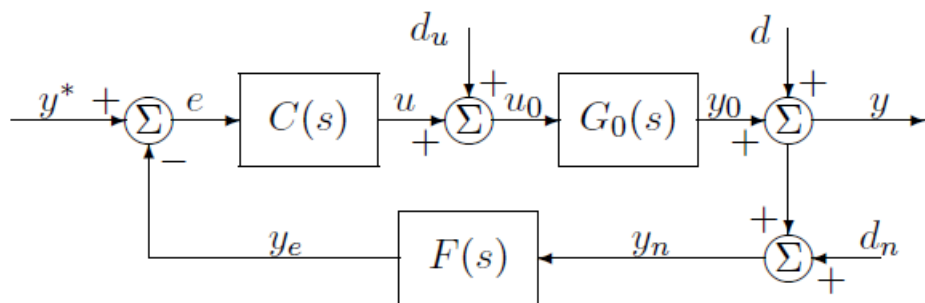 d_u d
y* + e C(s) u + u_0 G_0(s) y_0 + y
Σ Σ Σ
− + + +
y_e F(s) y_n + Σ d_n
+